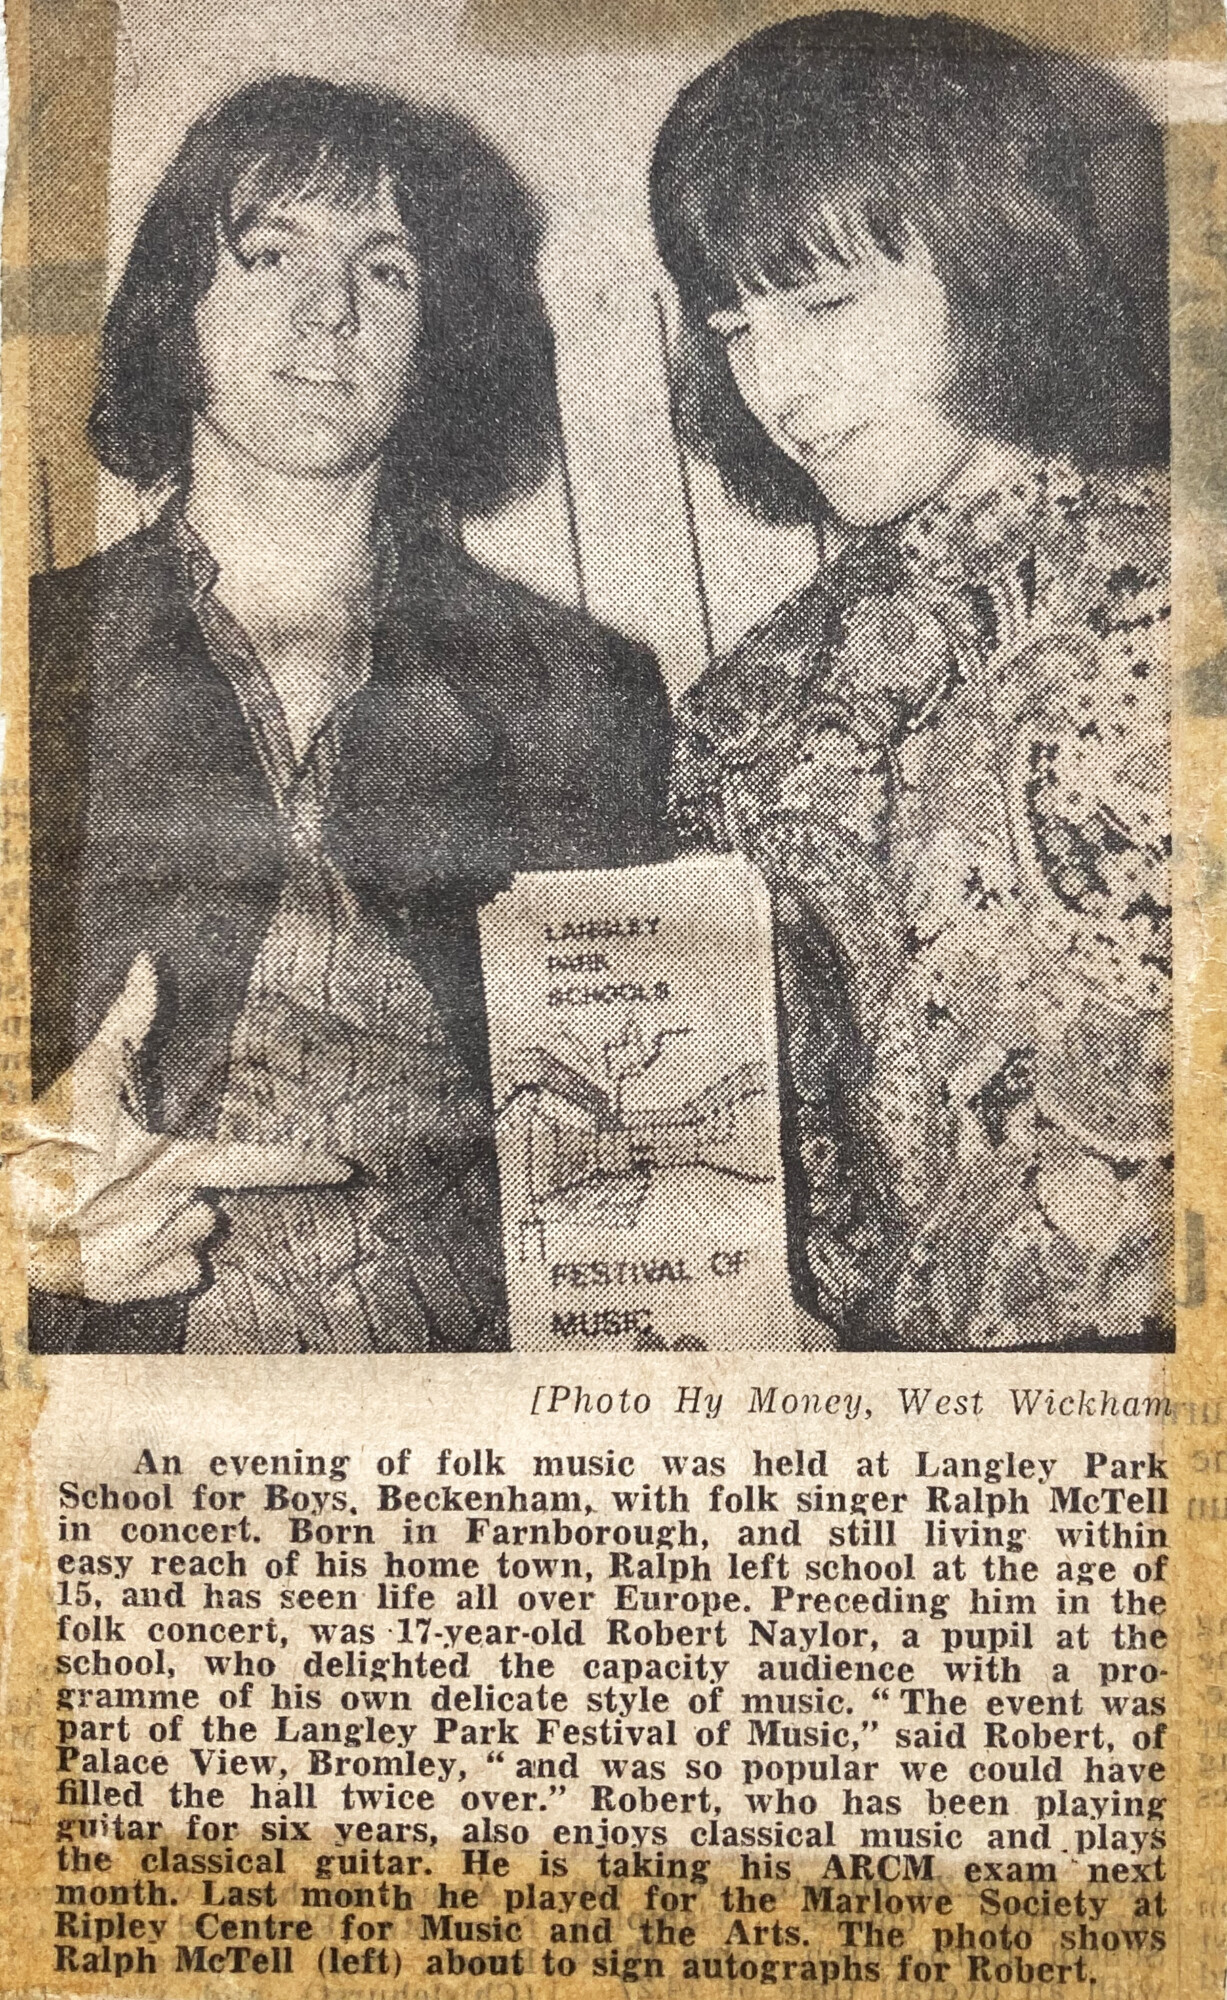 LANGLEY
PARK
SCHOOLS
FESTIVAL OF
MUSIC
[Photo Hy Money, West Wickham
An evening of folk music was held at Langley Park
School for Boys, Beckenham, with folk singer Ralph McTell
in concert. Born in Farnborough, and still living within
easy reach of his home town, Ralph left school at the age of
15, and has seen life all over Europe. Preceding him in the
folk concert, was 17-year-old Robert Naylor, a pupil at the
school, who delighted the capacity audience with a pro-
gramme of his own delicate style of music. “ The event was
part of the Langley Park Festival of Music,” said Robert, of
Palace View, Bromley, “ and was so popular we could have
filled the hall twice over.” Robert, who has been playing
guitar for six years, also enjoys classical music and plays
the classical guitar. He is taking his ARCM exam next
month. Last month he played for the Marlowe Society at
Ripley Centre for Music and the Arts. The photo shows
Ralph McTell (left) about to sign autographs for Robert.